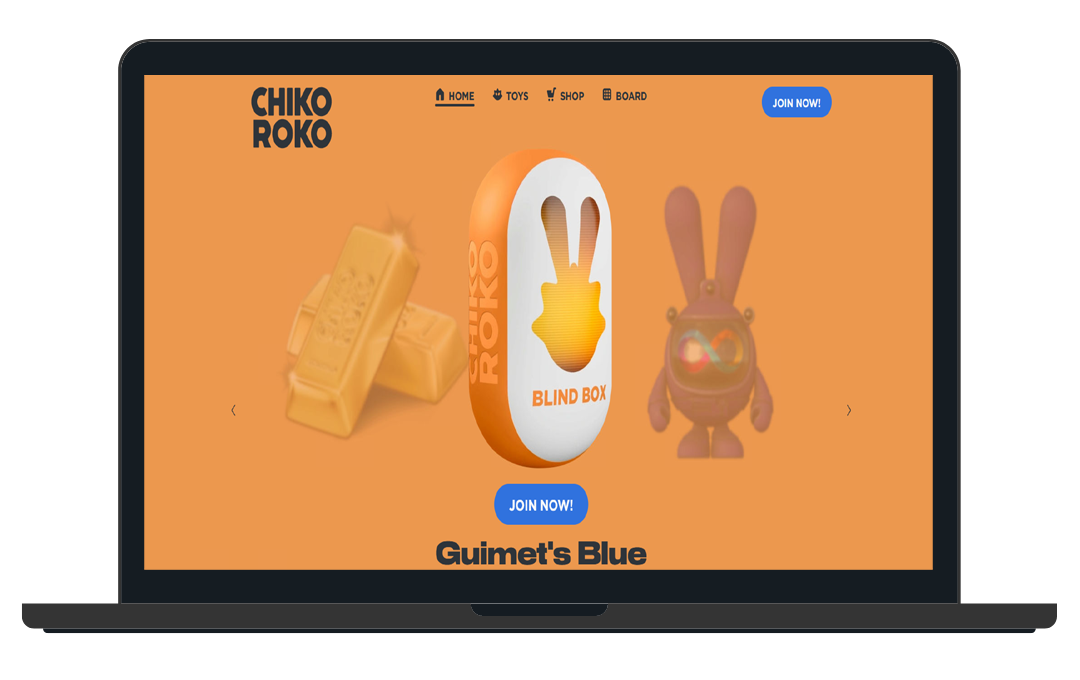 CHIKO
ROKO
HOME
TOYS
SHOP
BOARD
JOIN NOW!
CHIKO
ROKO
BLIND BOX
JOIN NOW!
Guimet's Blue